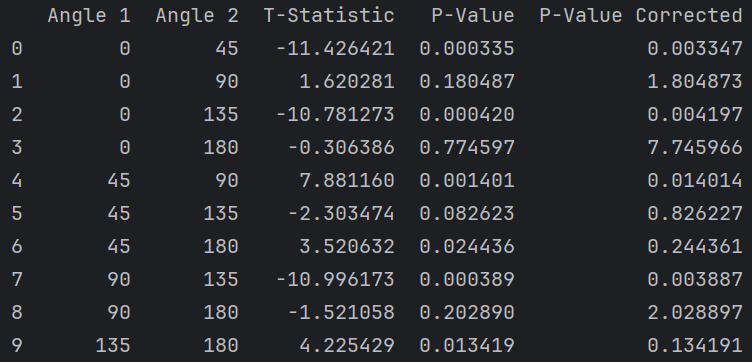 Angle 1 Angle 2 T-Statistic P-Value P-Value Corrected
0 0 45 -11.426421 0.000335 0.003347
1 0 90 1.620281 0.180487 1.804873
2 0 135 -10.781273 0.000420 0.004197
3 0 180 -0.306386 0.774597 7.745966
4 45 90 7.881160 0.001401 0.014014
5 45 135 -2.303474 0.082623 0.826227
6 45 180 3.520632 0.024436 0.244361
7 90 135 -10.996173 0.000389 0.003887
8 90 180 -1.521058 0.202890 2.028897
9 135 180 4.225429 0.013419 0.134191